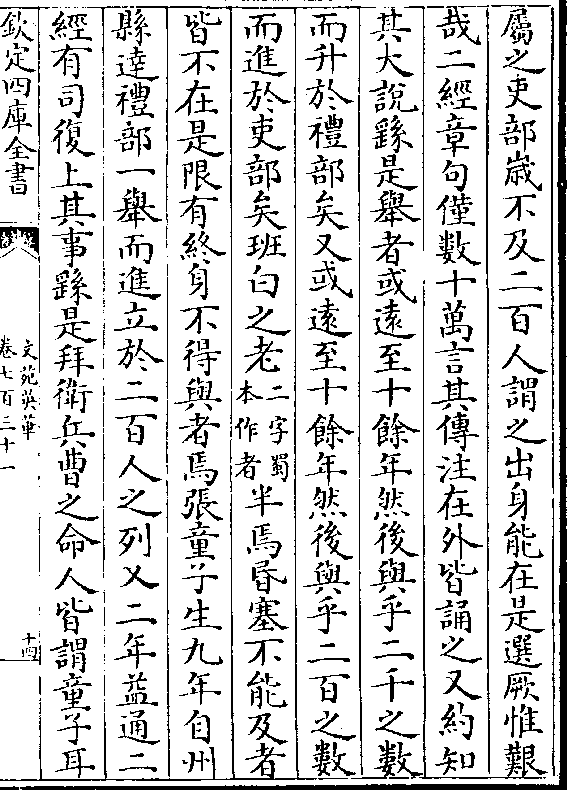 屬之吏部歲不及二百人謂之出身能在是選厥惟艱
哉二經章句僅數十萬言其傳注在外皆誦之又約知
其大說繇是舉者或遠至十餘年然後與乎二千之數
而升於禮部矣又或遠至十餘年然後與乎二百之數
而進於吏部矣班白之老二字蜀本作者半焉昏塞不能及者
皆不在是限有終身不得與者焉張童子生九年自州
縣達禮部一舉而進立於二百人之列又二年益通二
經有司復上其事繇是拜衛兵曹之命人皆謂童子耳
欽定四庫全書
文苑英華
卷七百三十一
十四